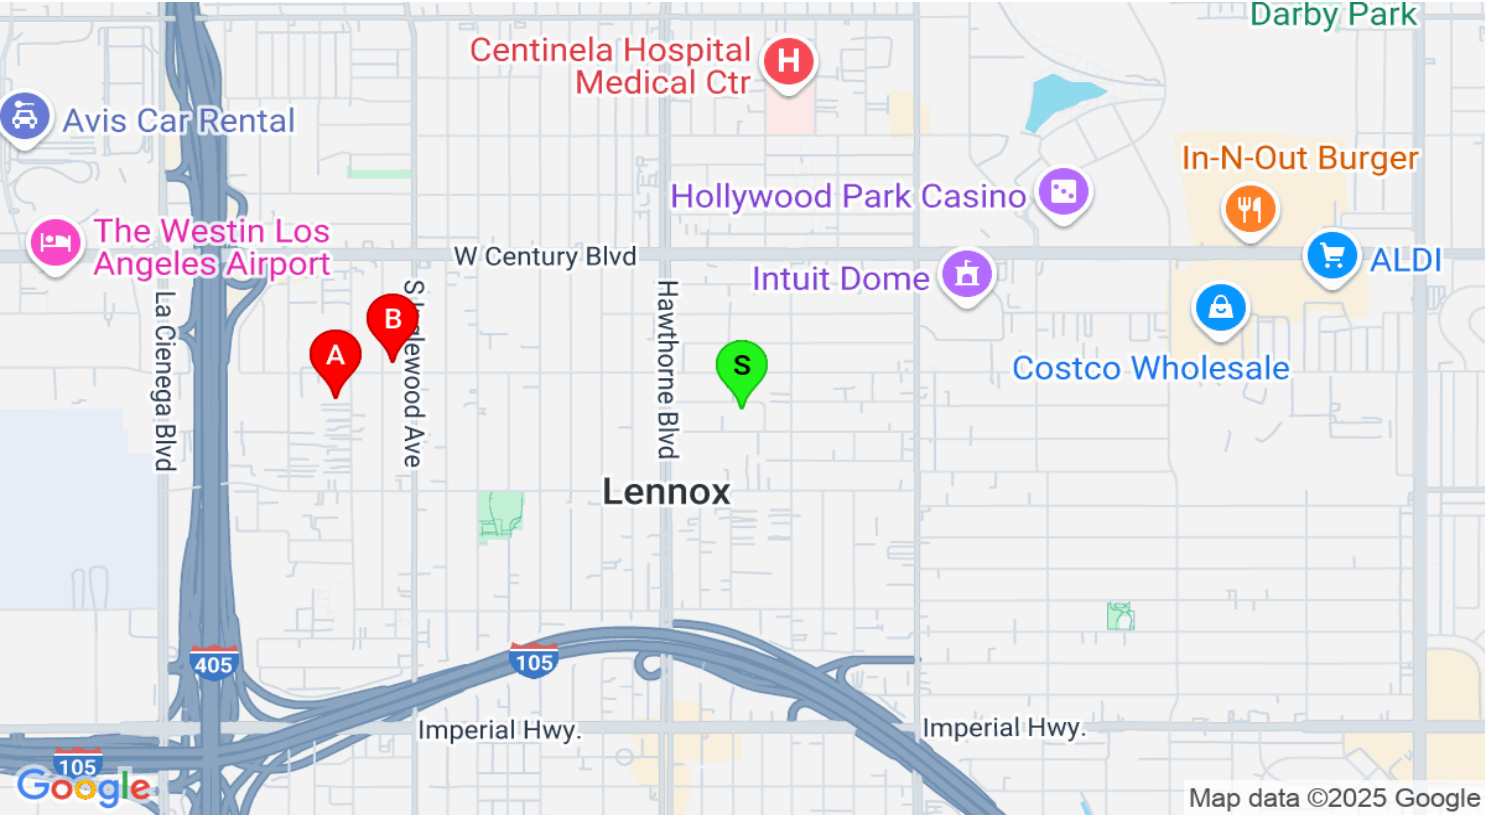 Darby Park
Centinela Hospital
Medical Ctr
H
Avis Car Rental
In-N-Out Burger
Hollywood Park Casino
The Westin Los
Angeles Airport
W Century Blvd
Intuit Dome
ALDI
La Cienega Blvd
S Inglewood Ave
Hawthorne Blvd
B
A
S
Costco Wholesale
Lennox
405
105
Imperial Hwy.
Imperial Hwy.
105
Google
Map data ©2025 Google